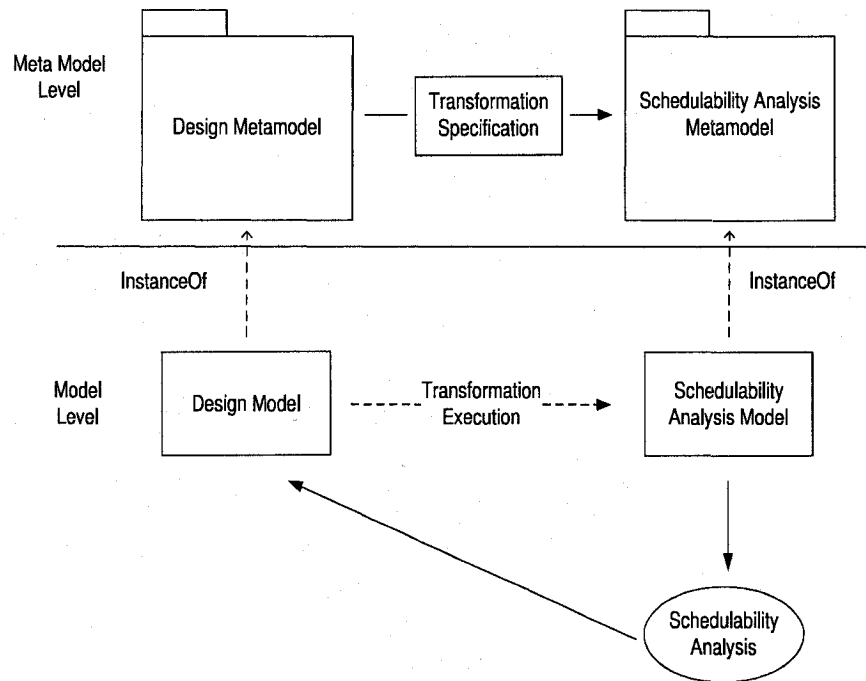 Meta Model
Level
Design Metamodel
Transformation
Specification
Schedulability Analysis
Metamodel
InstanceOf
InstanceOf
Model
Level
Design Model
Transformation
Execution
Schedulability
Analysis Model
Schedulability
Analysis